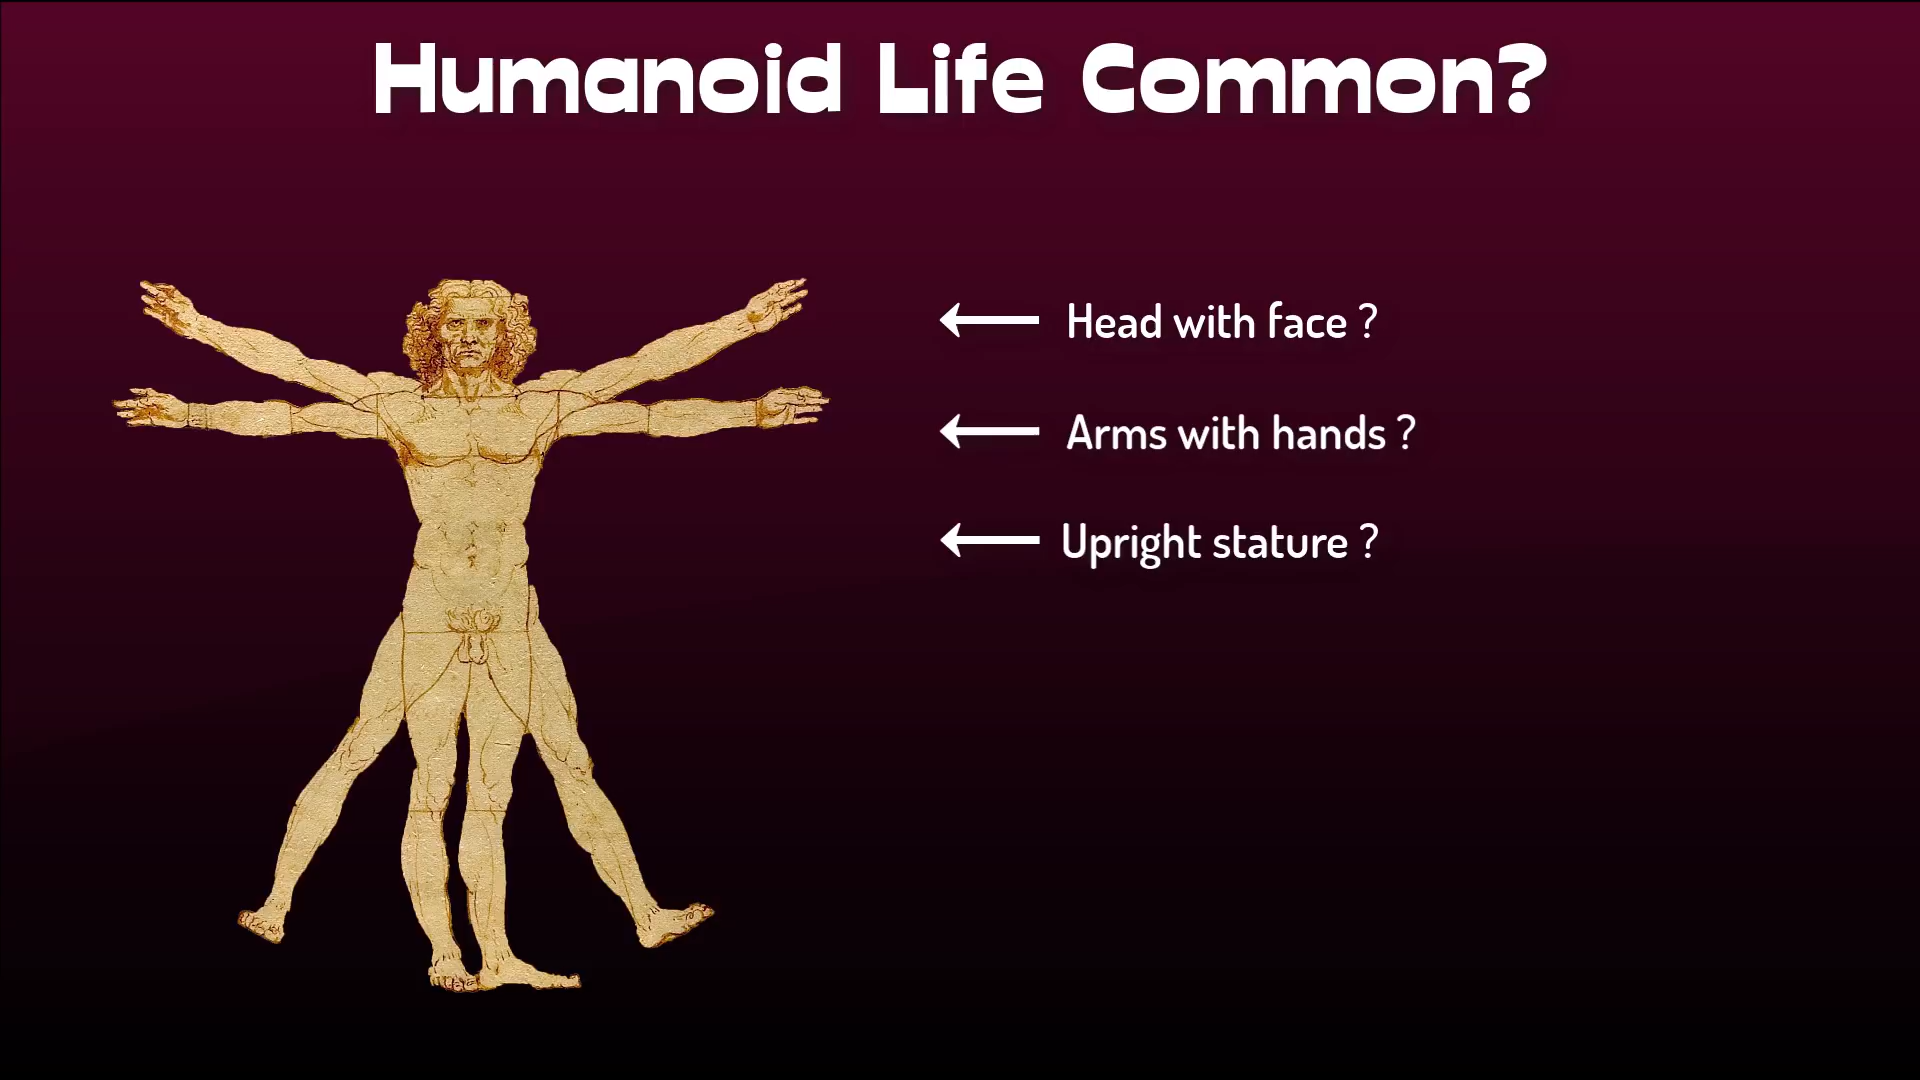 Humanoid Life Common?
Head with face ?
Arms with hands ?
Upright stature ?